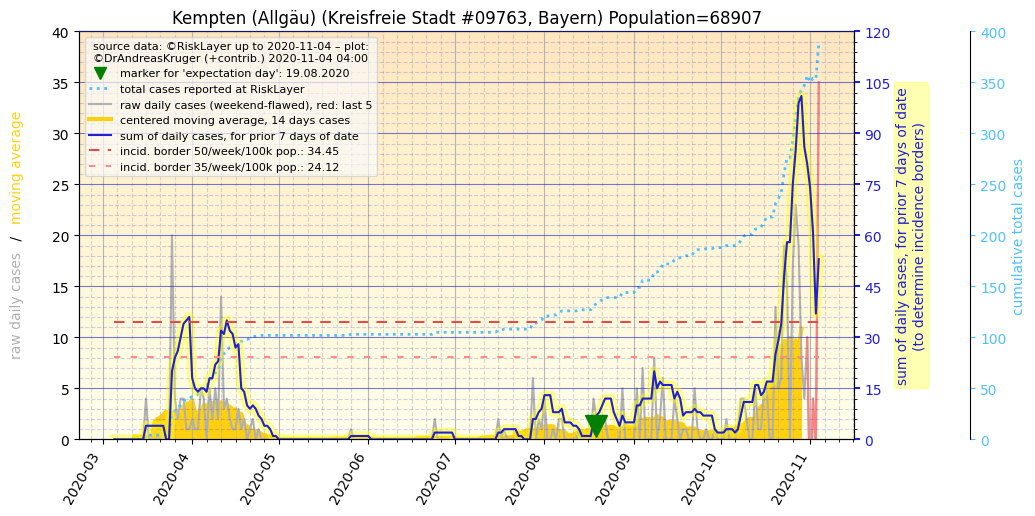 Kempten (Allgäu) (Kreisfreie Stadt #09763, Bayern) Population=68907
source data: ©RiskLayer up to 2020-11-04 – plot:
©DrAndreasKruger (+contrib.) 2020-11-04 04:00
marker for 'expectation day': 19.08.2020
total cases reported at RiskLayer
raw daily cases (weekend-flawed), red: last 5
centered moving average, 14 days cases
sum of daily cases, for prior 7 days of date
incid. border 50/week/100k pop.: 34.45
incid. border 35/week/100k pop.: 24.12
raw daily cases / moving average
40
35
30
25
20
15
10
5
0
2020-03
2020-04
2020-05
2020-06
2020-07
2020-08
2020-09
2020-10
2020-11
120
105
90
75
60
45
30
15
0
sum of daily cases, for prior 7 days of date
(to determine incidence borders)
400
350
300
250
200
150
100
50
0
cumulative total cases